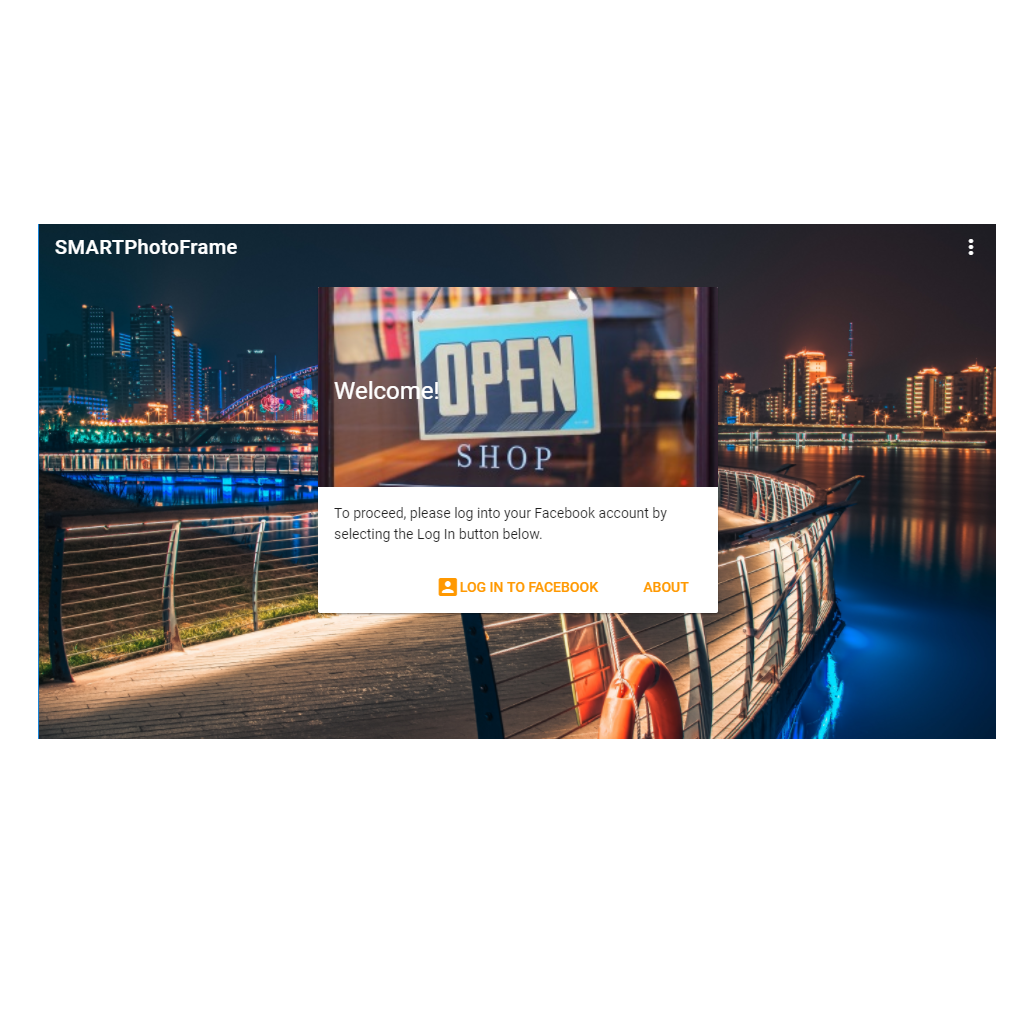 SMARTPhotoFrame
OPEN
Welcome!
SHOP
To proceed, please log into your Facebook account by
selecting the Log In button below.
LOG IN TO FACEBOOK ABOUT